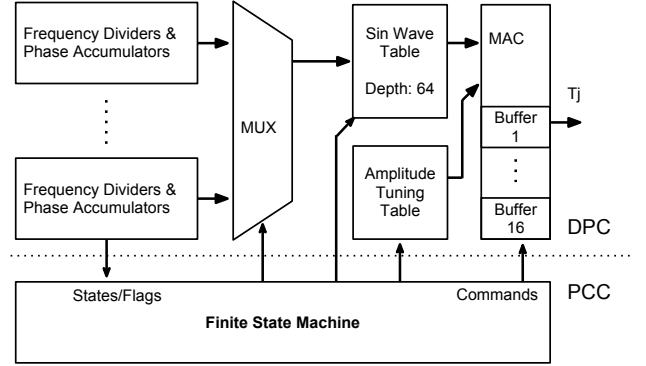 Frequency Dividers &
Phase Accumulators
Frequency Dividers &
Phase Accumulators
MUX
Sin Wave
Table
Depth: 64
Amplitude
Tuning
Table
MAC
Buffer
1
Buffer
16
Tj
DPC
States/Flags
Commands
PCC
Finite State Machine